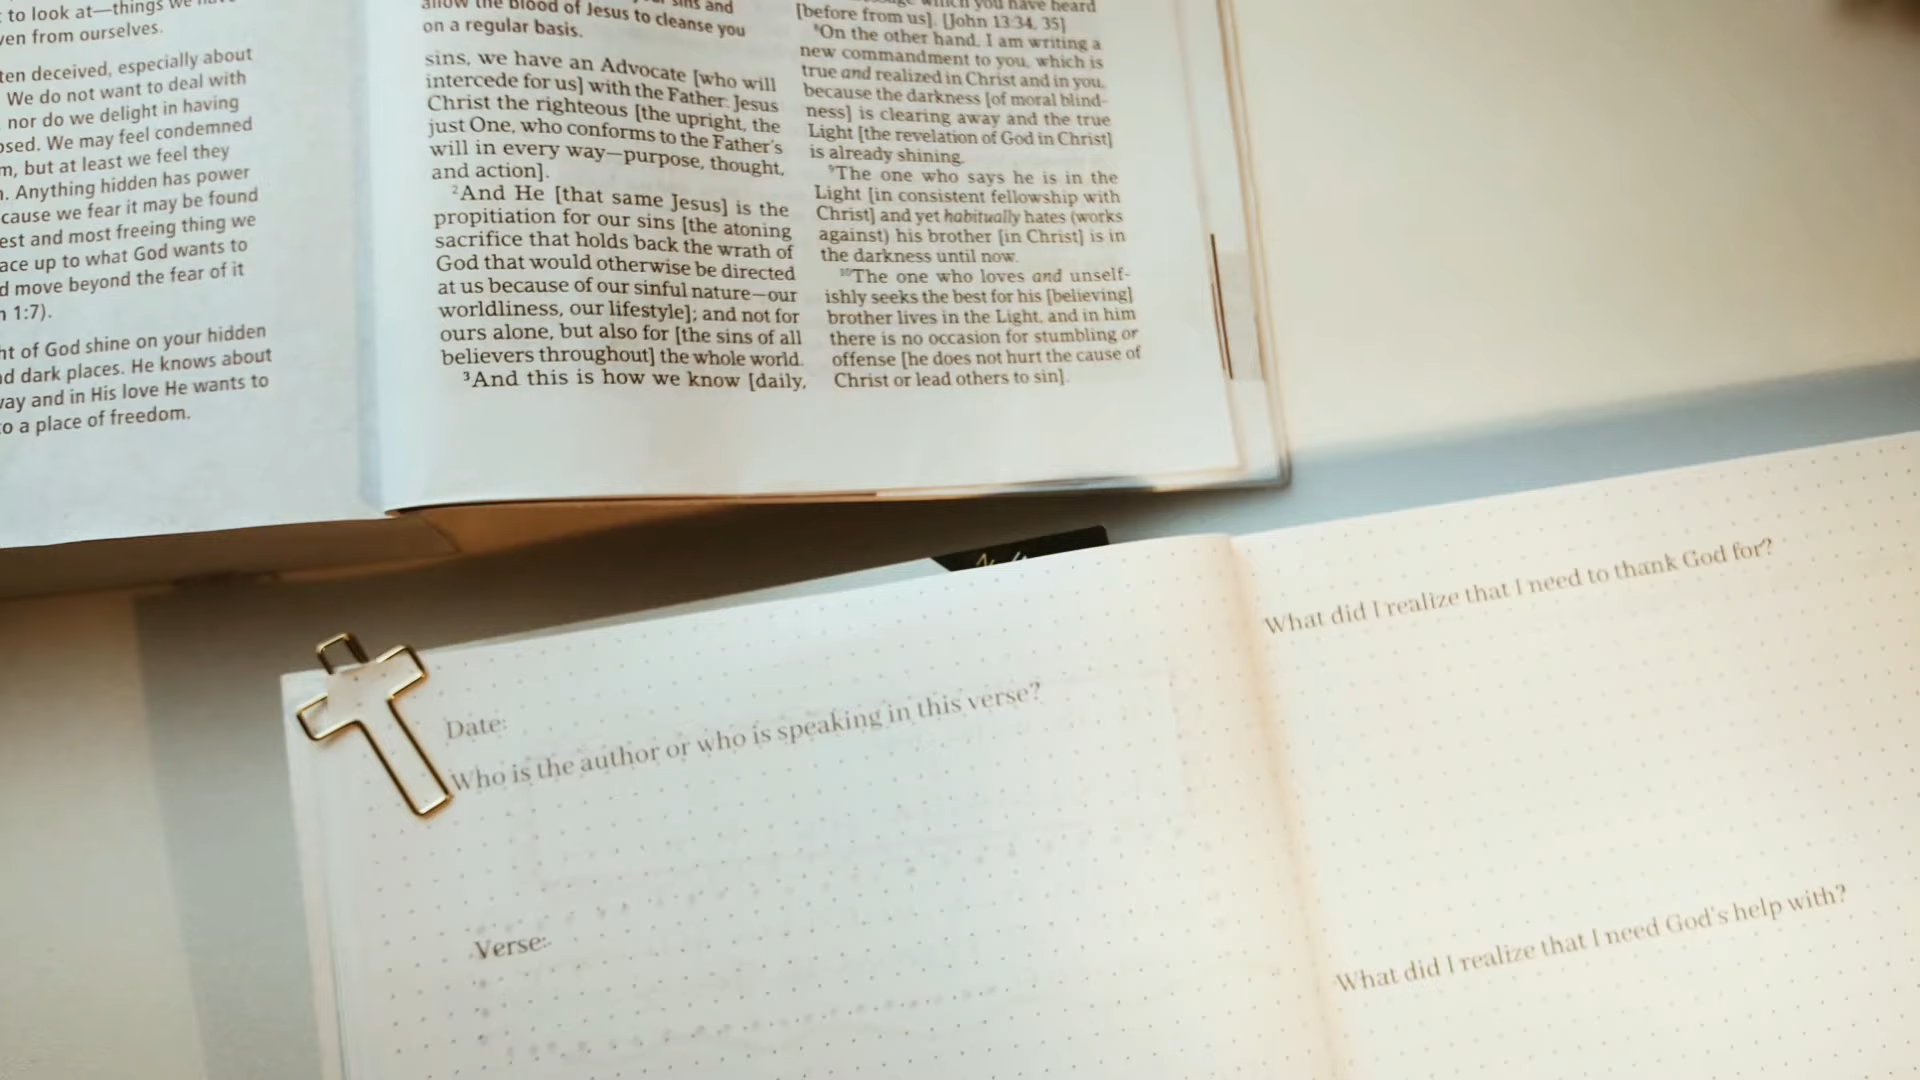 to look at—things we have
ven from ourselves.
ten deceived, especially about
We do not want to deal with
nor do we delight in having
osed. We may feel condemned
m, but at least we feel they
n. Anything hidden has power
cause we fear it may be found
est and most freeing thing we
ace up to what God wants to
d move beyond the fear of it
n 1:7).
ht of God shine on your hidden
nd dark places. He knows about
way and in His love He wants to
to a place of freedom.
allow the blood of Jesus to cleanse you
on a regular basis.
sins, we have an Advocate [who will
intercede for us] with the Father: Jesus
Christ the righteous [the upright, the
just One, who conforms to the Father's
will in every way—purpose, thought,
and action].
2And He [that same Jesus] is the
propitiation for our sins [the atoning
sacrifice that holds back the wrath of
God that would otherwise be directed
at us because of our sinful nature—our
worldliness, our lifestyle]; and not for
ours alone, but also for [the sins of all
believers throughout] the whole world.
3And this is how we know [daily,
which you have heard
[before from us]. [John 13:34, 35]
8On the other hand, I am writing a
new commandment to you, which is
true and realized in Christ and in you,
because the darkness [of moral blind-
ness] is clearing away and the true
Light [the revelation of God in Christ]
is already shining.
9The one who says he is in the
Light [in consistent fellowship with
Christ] and yet habitually hates (works
against) his brother [in Christ] is in
the darkness until now.
10The one who loves and unself-
ishly seeks the best for his [believing]
brother lives in the Light, and in him
there is no occasion for stumbling or
offense [he does not hurt the cause of
Christ or lead others to sin].
Date:
Who is the author or who is speaking in this verse?
Verse:
What did I realize that I need to thank God for?
What did I realize that I need God's help with?